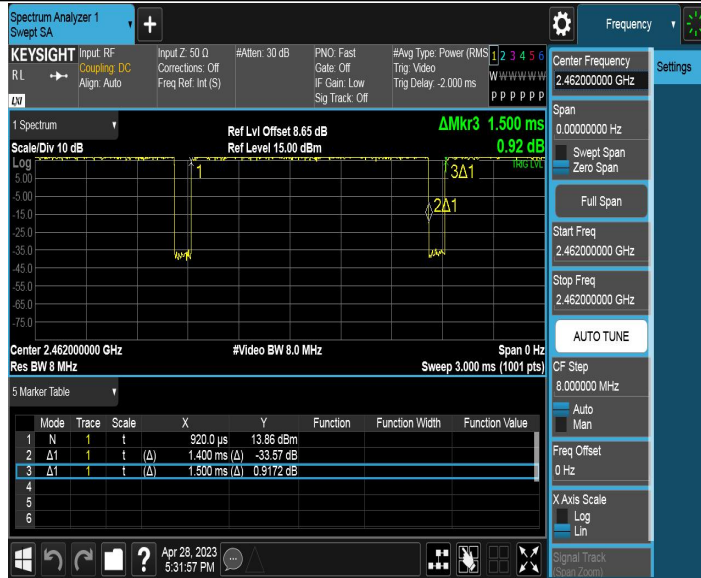 Spectrum Analyzer 1
Swept SA
+
Frequency
KEYSIGHT
Input: RF
Coupling: DC
Align: Auto
Input Z: 50 Ω
Corrections: Off
Freq Ref: Int (S)
#Atten: 30 dB
PNO: Fast
Gate: Off
IF Gain: Low
Sig Track: Off
#Avg Type: Power (RMS
Trig: Video
Trig Delay: -2.000 ms
1 2 3 4 5 6
W W W W W W
P P P P P P
RL
LXI
1 Spectrum
Scale/Div 10 dB
Ref Lvl Offset 8.65 dB
Ref Level 15.00 dBm
ΔMkr3 1.500 ms
0.92 dB
Log
TRIG LVL
1
3Δ1
2Δ1
5.00
-5.00
-15.0
-25.0
-35.0
-45.0
-55.0
-65.0
-75.0
Center 2.462000000 GHz
#Video BW 8.0 MHz
Span 0 Hz
Res BW 8 MHz
Sweep 3.000 ms (1001 pts)
5 Marker Table
Mode Trace Scale X Y Function Function Width Function Value
1 N 1 t 920.0 µs 13.86 dBm
2 Δ1 1 t (Δ) 1.400 ms (Δ) -33.57 dB
3 Δ1 1 t (Δ) 1.500 ms (Δ) 0.9172 dB
4
5
6
?
Apr 28, 2023
5:31:57 PM
Center Frequency
2.462000000 GHz
Settings
Span
0.00000000 Hz
Swept Span
Zero Span
Full Span
Start Freq
2.462000000 GHz
Stop Freq
2.462000000 GHz
AUTO TUNE
CF Step
8.000000 MHz
Auto
Man
Freq Offset
0 Hz
X Axis Scale
Log
Lin
Signal Track
(Span Zoom)